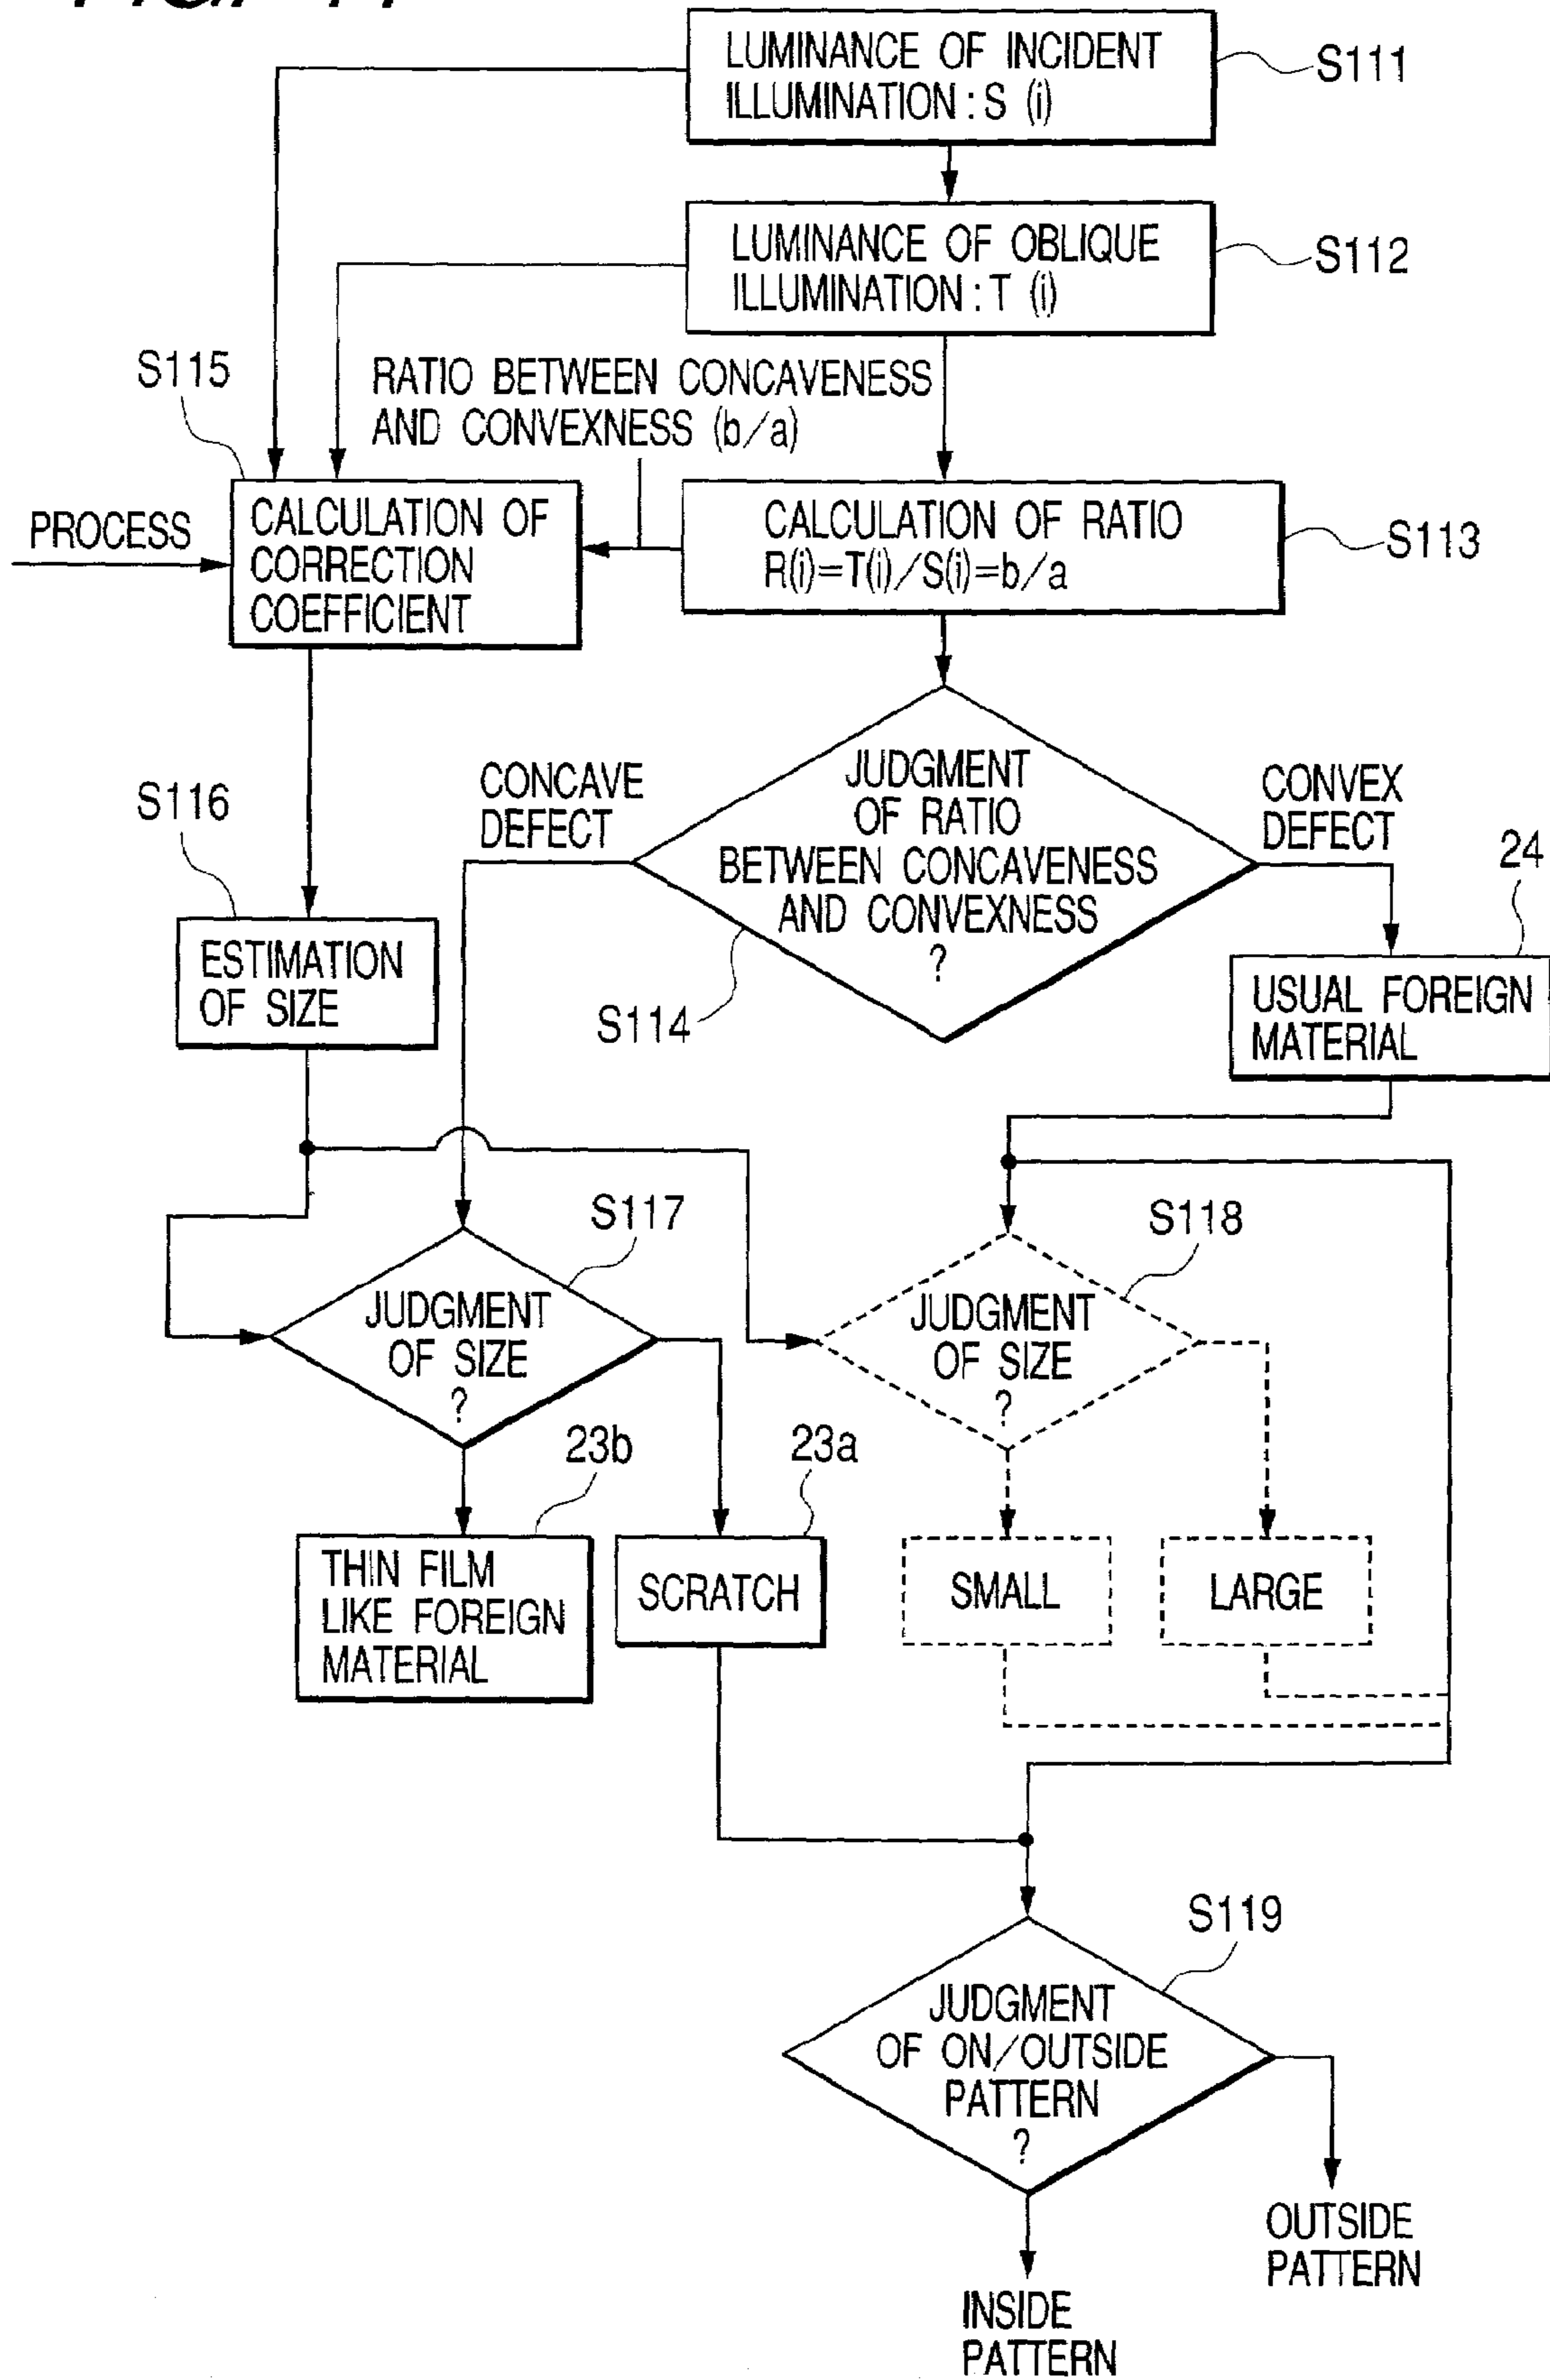 LUMINANCE OF INCIDENT
ILLUMINATION : S (i)
S111
LUMINANCE OF OBLIQUE
ILLUMINATION : T (i)
S112
S115
RATIO BETWEEN CONCAVENESS
AND CONVEXNESS (b/a)
PROCESS
CALCULATION OF
CORRECTION
COEFFICIENT
CALCULATION OF RATIO
R(i)=T(i)/S(i)=b/a
S113
CONCAVE
DEFECT
JUDGMENT
OF RATIO
BETWEEN CONCAVENESS
AND CONVEXNESS
?
CONVEX
DEFECT
S116
24
ESTIMATION
OF SIZE
S114
USUAL FOREIGN
MATERIAL
S117
S118
JUDGMENT
OF SIZE
?
JUDGMENT
OF SIZE
?
23b
23a
THIN FILM
LIKE FOREIGN
MATERIAL
SCRATCH
SMALL
LARGE
S119
JUDGMENT
OF ON/OUTSIDE
PATTERN
?
OUTSIDE
PATTERN
INSIDE
PATTERN